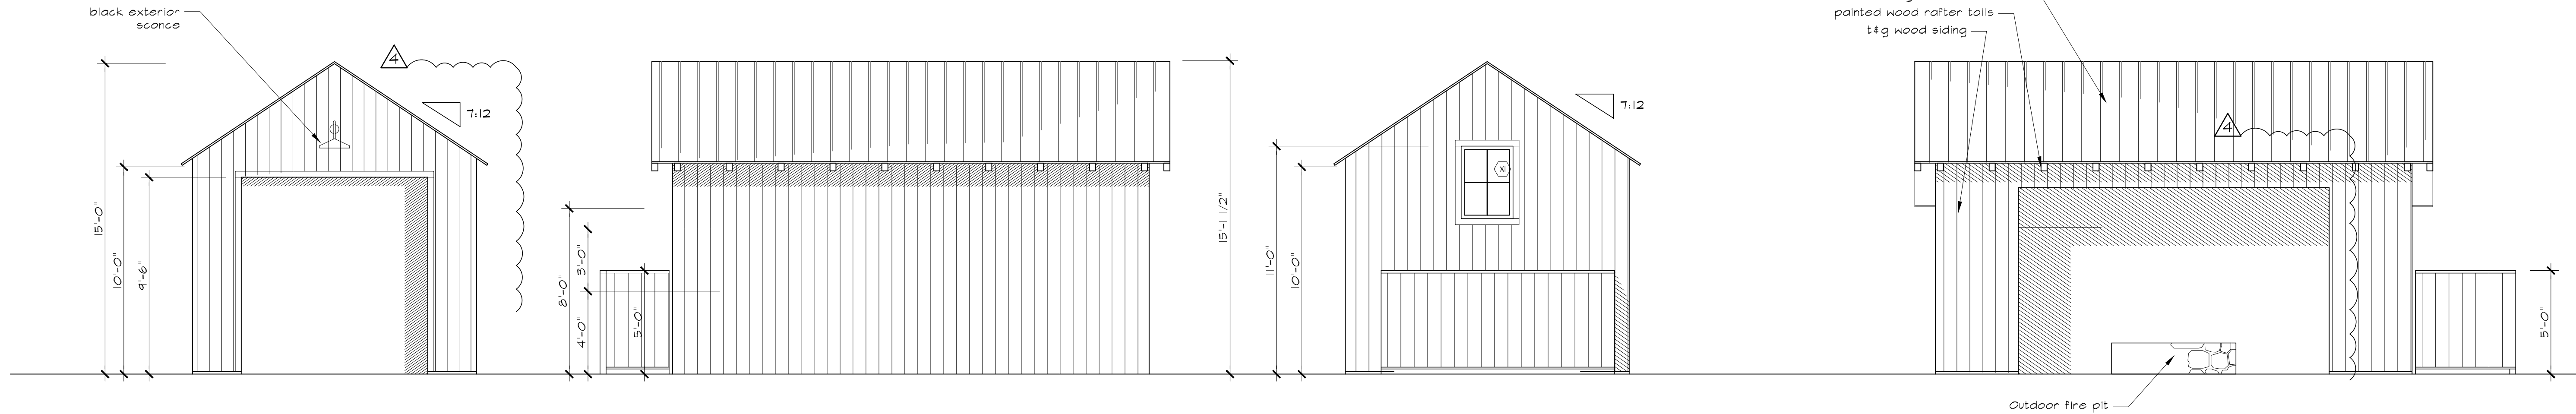 black exterior
sconce
4
7:12
15'-0"
10'-0"
9'-6"
8'-0"
4'-0"
3'-0"
5'-0"
15'-1 1/2"
11'-0"
10'-0"
X1
7:12
painted wood rafter tails
t&g wood siding
4
5'-0"
Outdoor fire pit